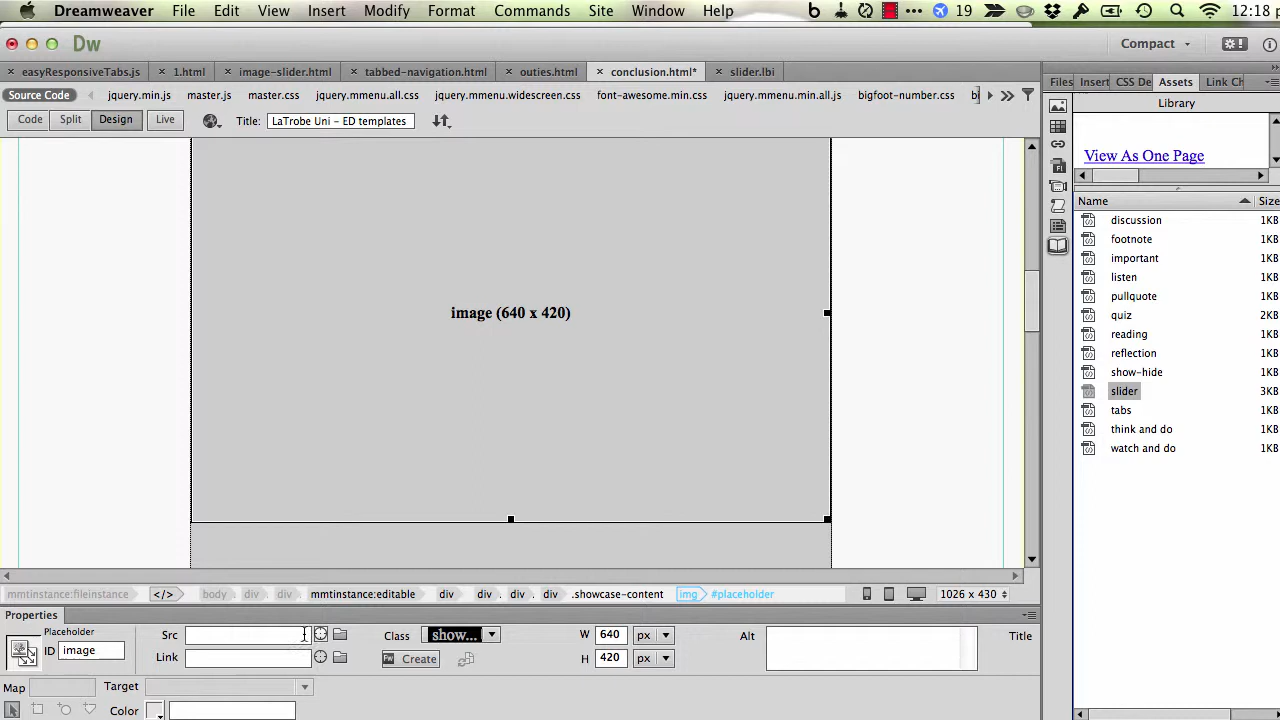 Dreamweaver File Edit View Insert Modify Format Commands Site Window Help 19 12:18
Dw Compact
easyResponsiveTabs.js 1.html image-slider.html tabbed-navigation.html outies.html conclusion.html* slider.lbi Files Insert CSS De Assets Link Ch
Source Code jquery.min.js master.js master.css jquery.mmenu.all.css jquery.mmenu.widescreen.css font-awesome.min.css jquery.mmenu.min.all.js bigfoot-number.css
Library
Code Split Design Live Title: LaTrobe Uni - ED templates
View As One Page
Name Size
discussion 1KB
footnote 1KB
important 1KB
listen 1KB
pullquote 1KB
image (640 x 420)
quiz 2KB
reading 1KB
reflection 1KB
show-hide 1KB
slider 3KB
tabs 1KB
think and do 1KB
watch and do 1KB
mmtinstance:fileinstance </> body div div mmtinstance:editable div div div div .showcase-content img #placeholder 1026 x 430
Properties
Placeholder
ID image
Src Class show... W 640 px Alt Title
Link Create H 420 px
Map Target
Color